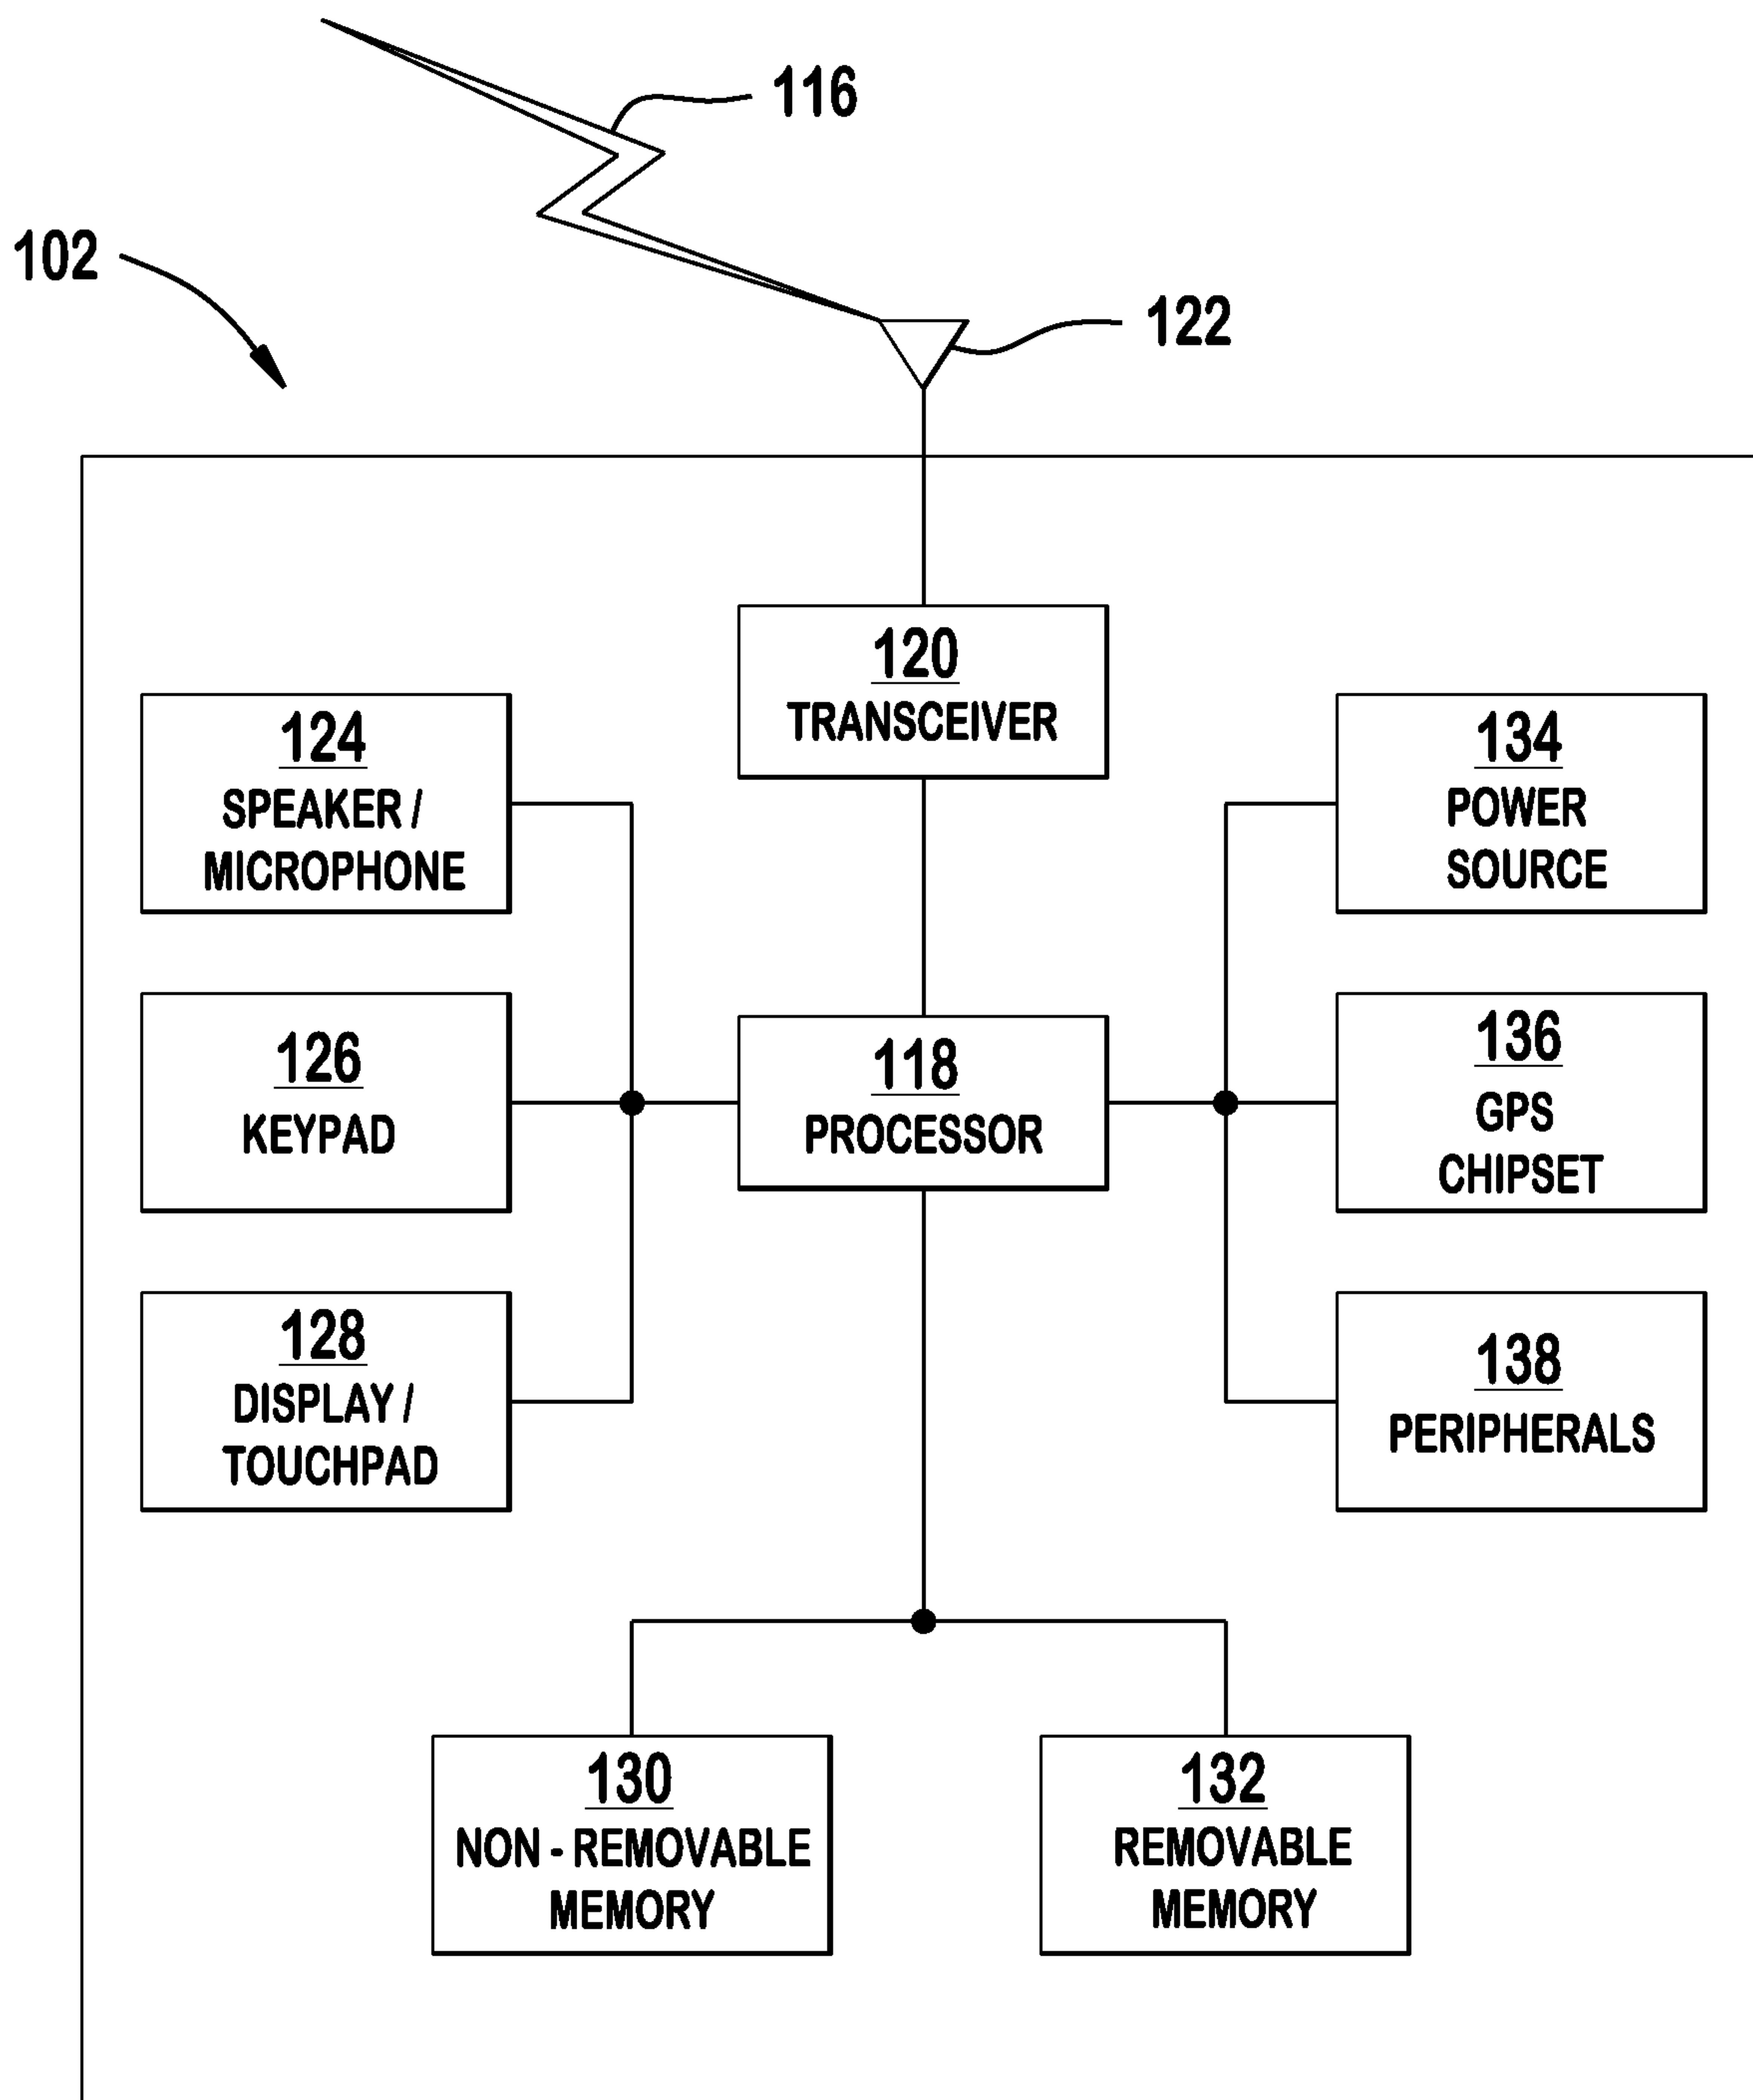 116
102
122
120
TRANSCEIVER
124
SPEAKER /
MICROPHONE
134
POWER
SOURCE
126
KEYPAD
118
PROCESSOR
136
GPS
CHIPSET
128
DISPLAY /
TOUCHPAD
138
PERIPHERALS
130
NON - REMOVABLE
MEMORY
132
REMOVABLE
MEMORY